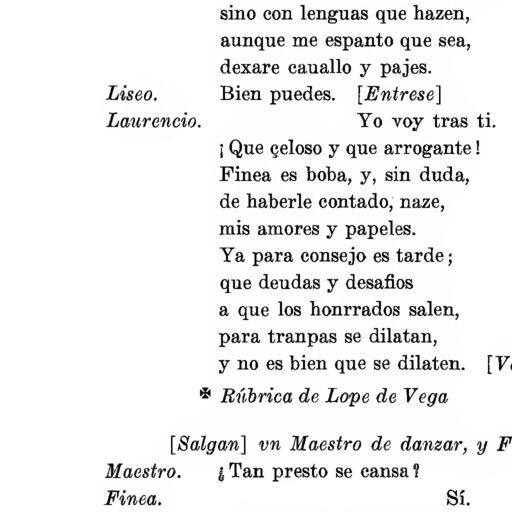 sino con lenguas que hazen,
aunque me espanto que sea,
dexare cauallo y pajes.
Liseo. Bien puedes. [Entrese]
Laurencio. Yo voy tras ti.
¡Que çeloso y que arrogante!
Finea es boba, y, sin duda,
de haberle contado, naze,
mis amores y papeles.
Ya para consejo es tarde;
que deudas y desafios
a que los honrrados salen,
para tranpas se dilatan,
y no es bien que se dilaten. [V
✠ Rúbrica de Lope de Vega
[Salgan] vn Maestro de danzar, y F
Maestro. ¿Tan presto se cansa?
Finea. Sí.